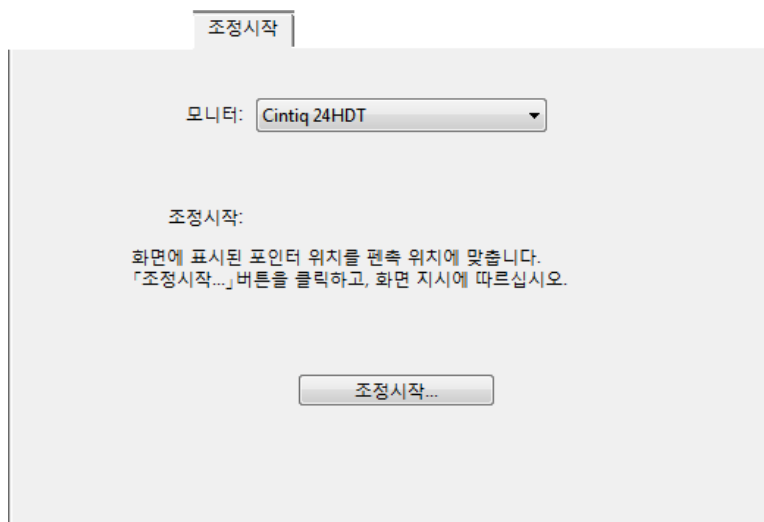 조정시작
모니터: Cintiq 24HDT
조정시작:
화면에 표시된 포인터 위치를 펜촉 위치에 맞춥니다.
「조정시작...」버튼을 클릭하고, 화면 지시에 따르십시오.
조정시작...